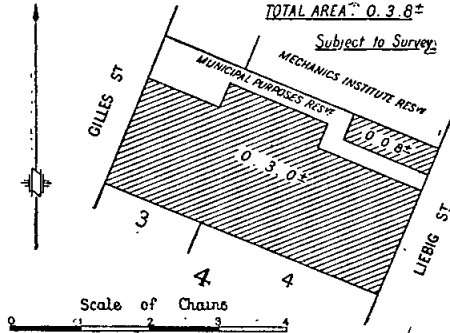 TOTAL AREA: 0. 3. 8±
Subject to Survey
MECHANICS INSTITUTE RESVE
MUNICIPAL PURPOSES RESVE
GILLES ST
0 0 8±
0. 3. 0±
LIEBIG ST
3
4
4
Scale of Chains
0 1 2 3 4